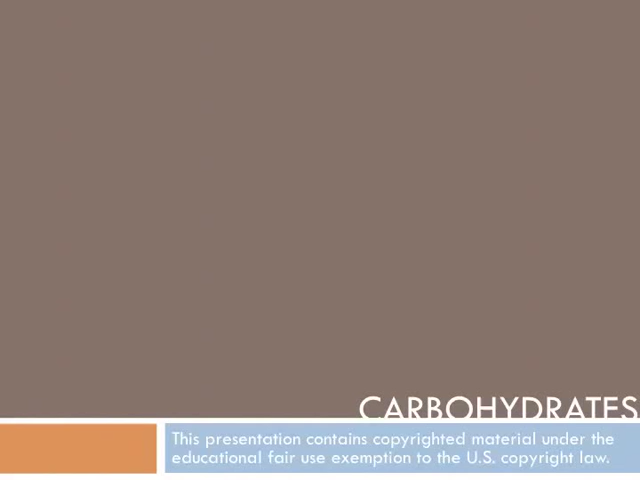 CARBOHYDRATES
This presentation contains copyrighted material under the
educational fair use exemption to the U.S. copyright law.